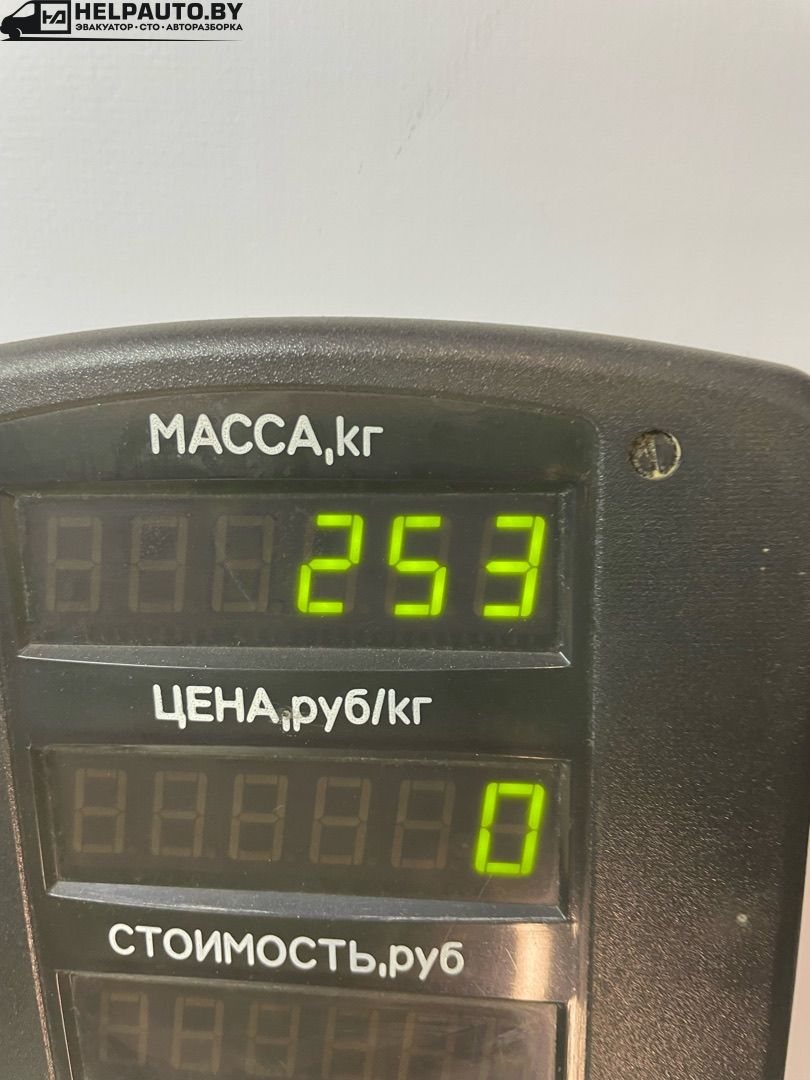 HELPAUTO.BY
ЭВАКУАТОР • СТО • АВТОРАЗБОРКА
МАССА,кг
253
ЦЕНА,руб/кг
0
СТОИМОСТЬ,руб